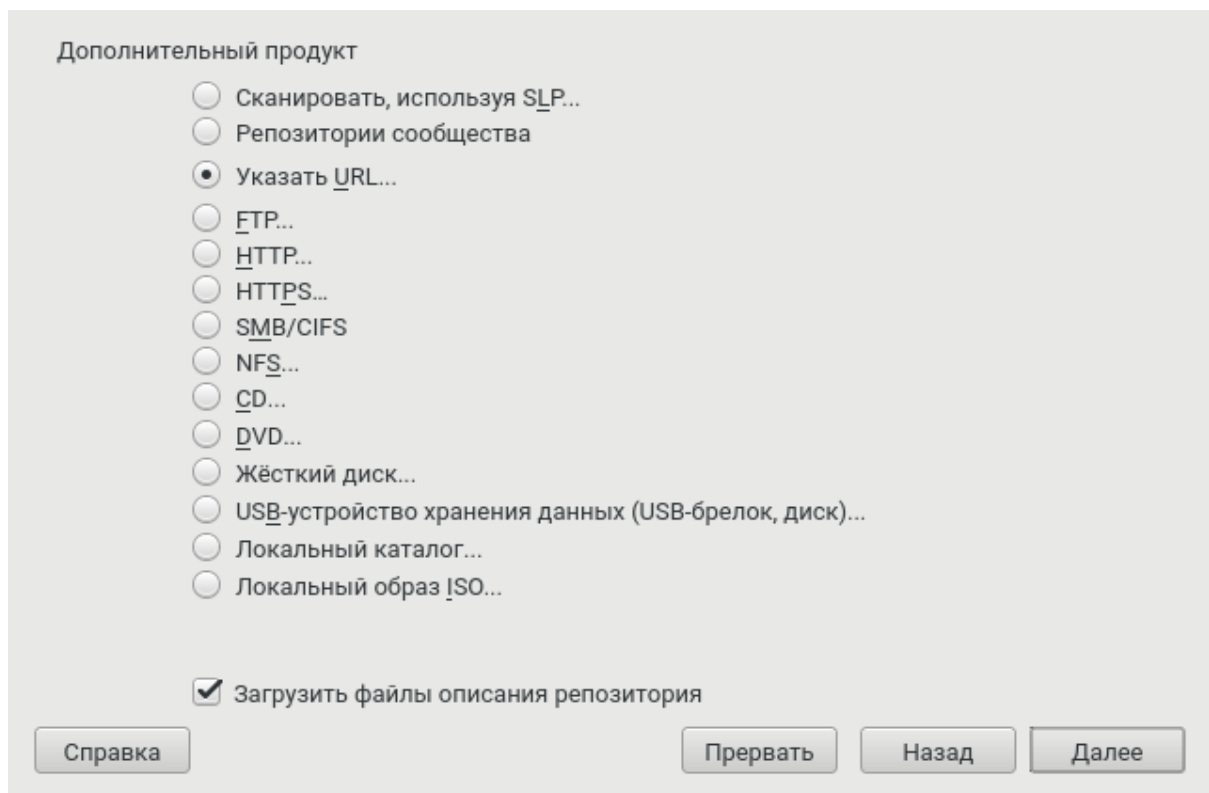 Дополнительный продукт
Сканировать, используя SLP...
Репозитории сообщества
Указать URL...
FTP...
HTTP...
HTTPS...
SMB/CIFS
NFS...
CD...
DVD...
Жёсткий диск...
USB-устройство хранения данных (USB-брелок, диск)...
Локальный каталог...
Локальный образ ISO...
Загрузить файлы описания репозитория
Справка Прервать Назад Далее